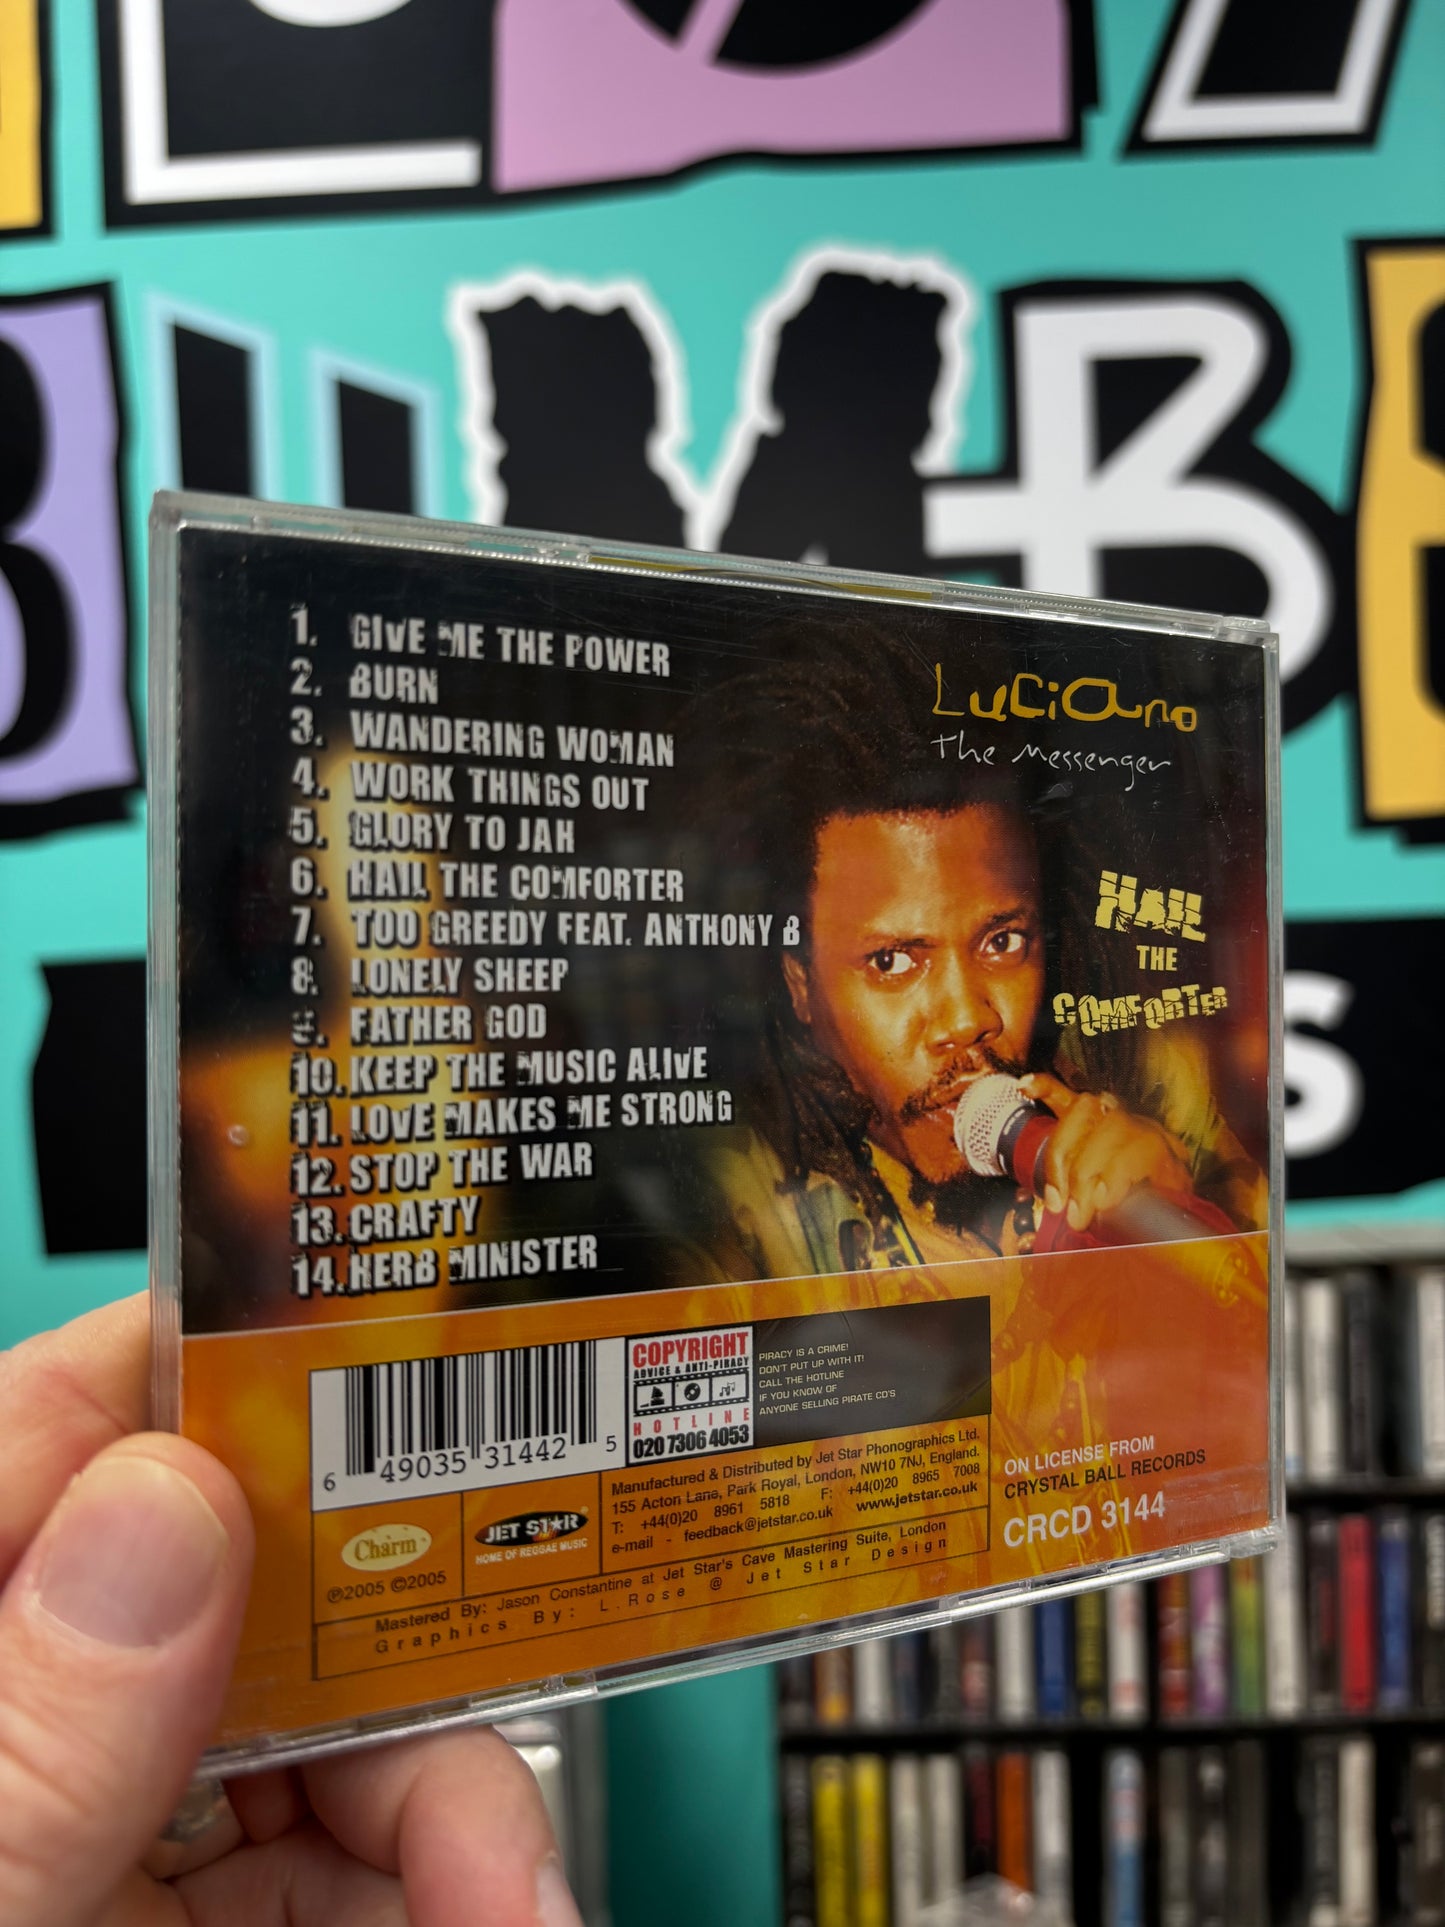 1. GIVE ME THE POWER
2. BURN
3. WANDERING WOMAN
4. WORK THINGS OUT
5. GLORY TO JAH
6. HAIL THE COMFORTER
7. TOO GREEDY FEAT. ANTHONY B
8. LONELY SHEEP
9. FATHER GOD
10. KEEP THE MUSIC ALIVE
11. LOVE MAKES ME STRONG
12. STOP THE WAR
13. CRAFTY
14. HERB MINISTER
Luciano
The Messenger
HAIL
THE
COMFORTER
6 49035 31442 5
COPYRIGHT
ADVICE & ANTI-PIRACY
HOTLINE
020 7306 4053
PIRACY IS A CRIME!
DON'T PUT UP WITH IT!
CALL THE HOTLINE
IF YOU KNOW OF
ANYONE SELLING PIRATE CD'S
Charm
℗2005 ©2005
JET STAR
HOME OF REGGAE MUSIC
Manufactured & Distributed by Jet Star Phonographics Ltd.
155 Acton Lane, Park Royal, London, NW10 7NJ, England.
T: +44(0)20 8961 5818 F: +44(0)20 8965 7008
e-mail - feedback@jetstar.co.uk www.jetstar.co.uk
Mastered By: Jason Constantine at Jet Star's Cave Mastering Suite, London
Graphics By: L.Rose @ Jet Star Design
ON LICENSE FROM
CRYSTAL BALL RECORDS
CRCD 3144